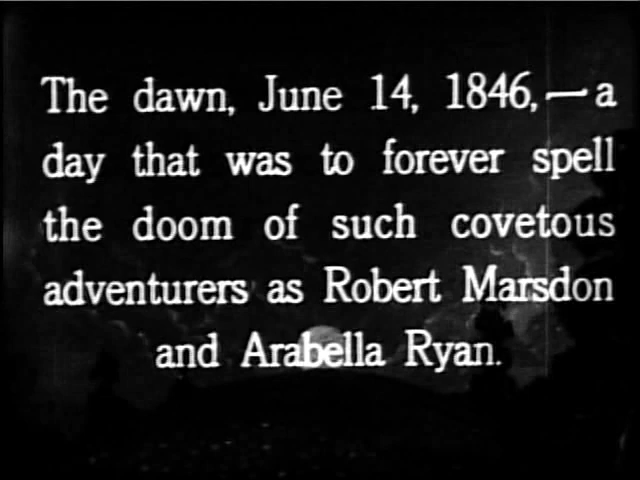 The dawn, June 14, 1846,—a
day that was to forever spell
the doom of such covetous
adventurers as Robert Marsdon
and Arabella Ryan.